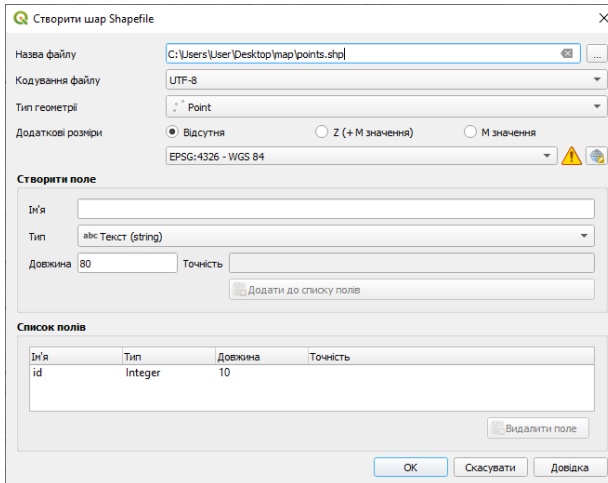 Створити шар Shapefile
Назва файлу C:\Users\User\Desktop\map\points.shp ...
Кодування файлу UTF-8
Тип геометрії Point
Додаткові розміри Відсутня Z (+ M значення) M значення
EPSG:4326 - WGS 84
Створити поле
Ім'я
Тип abc Текст (string)
Довжина 80 Точність
Додати до списку полів
Список полів
Ім'я Тип Довжина Точність
id Integer 10
Видалити поле
OK Скасувати Довідка